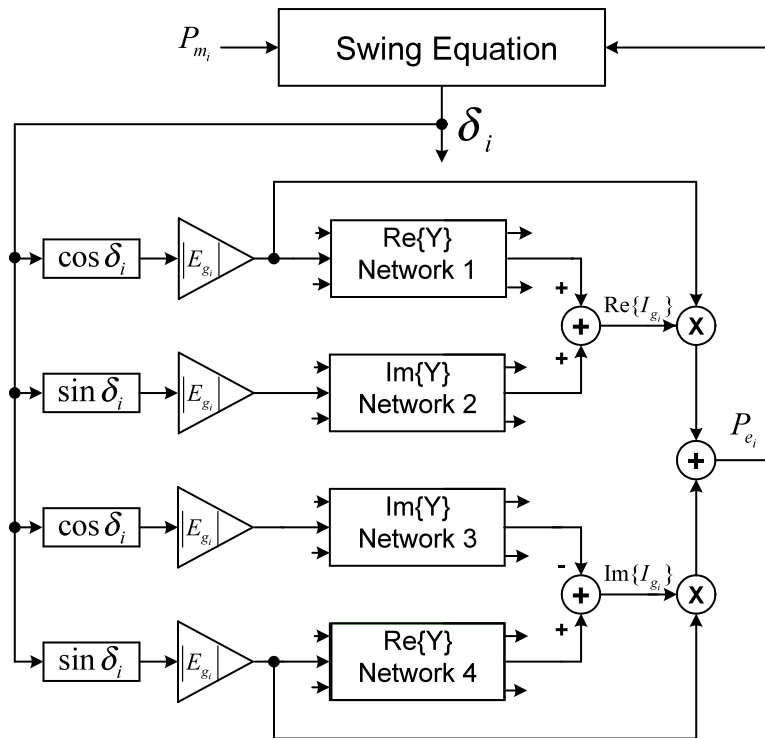 P_{m_i}
Swing Equation
δ_i
cos δ_i
|E_{g_i}|
Re{Y}
Network 1
+
+
+
Re{I_{g_i}}
X
sin δ_i
|E_{g_i}|
Im{Y}
Network 2
+
P_{e_i}
cos δ_i
|E_{g_i}|
Im{Y}
Network 3
-
+
+
Im{I_{g_i}}
X
sin δ_i
|E_{g_i}|
Re{Y}
Network 4